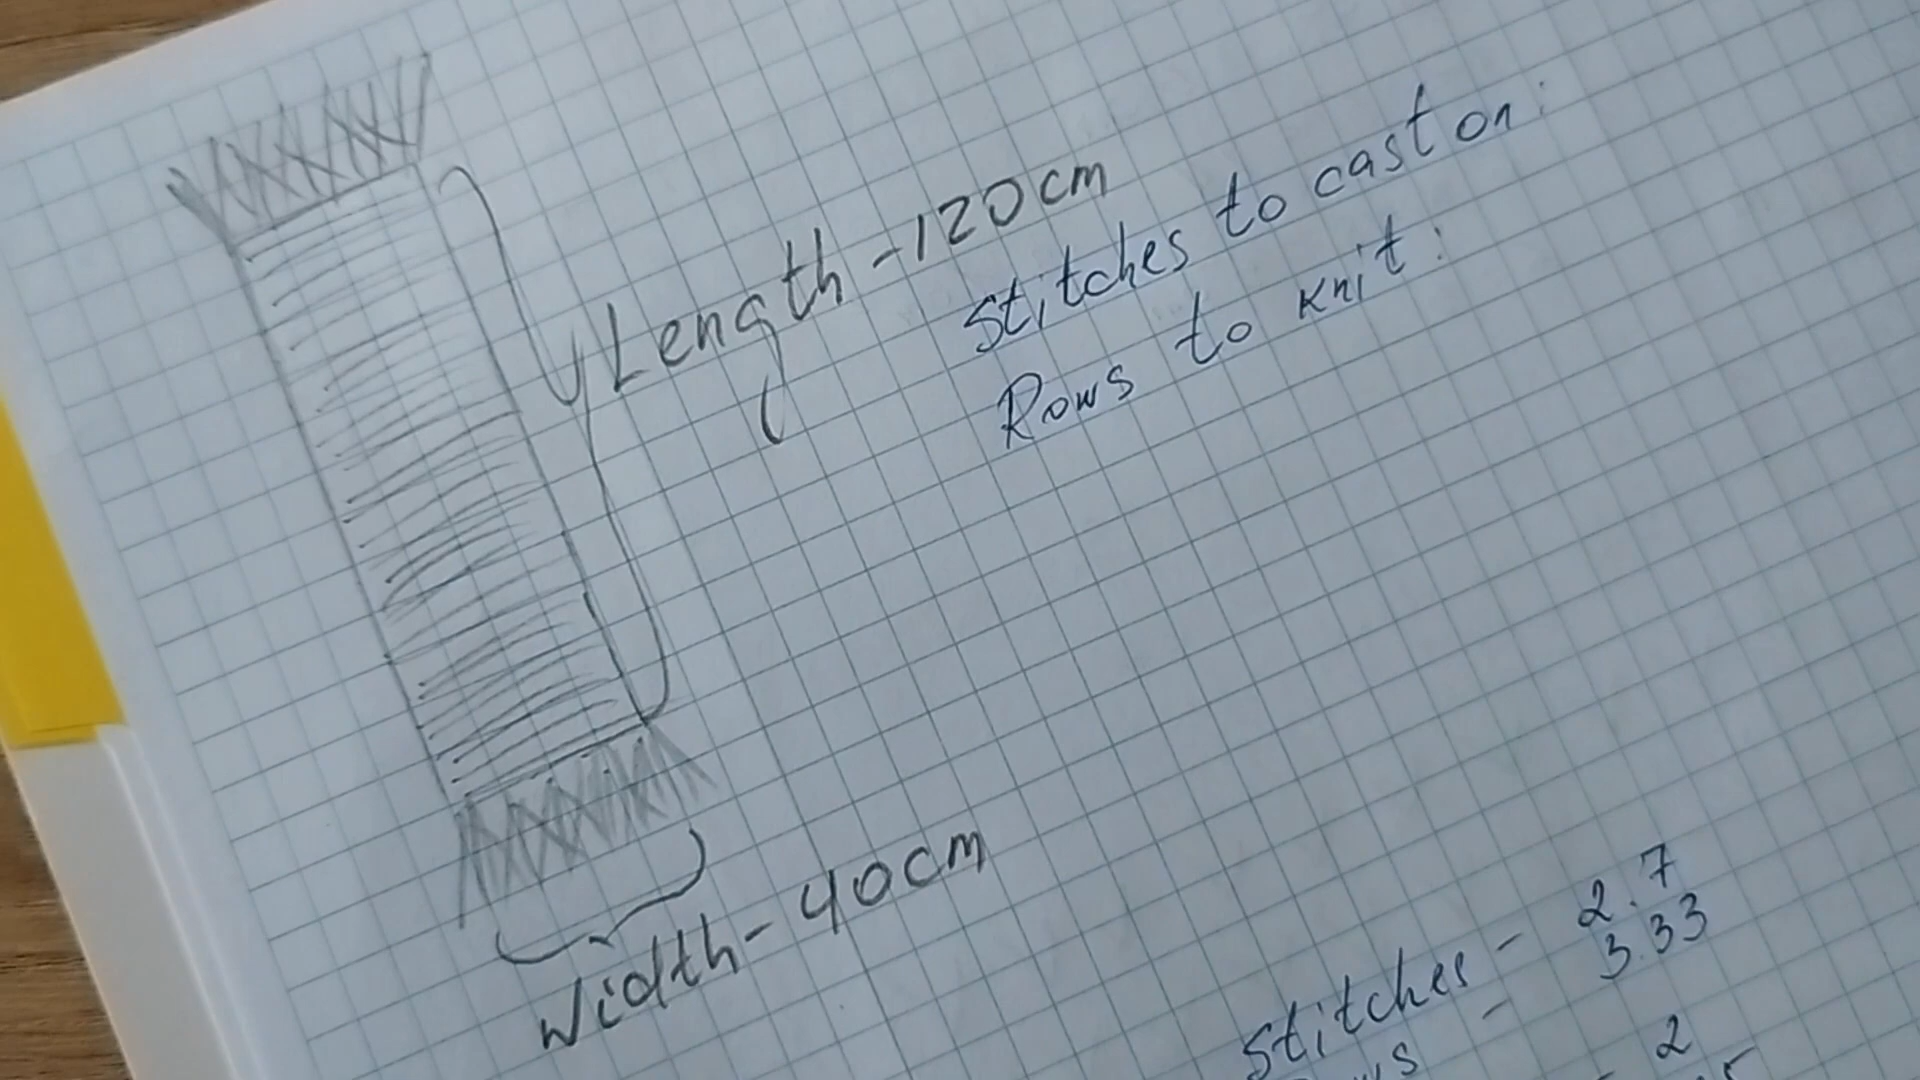 Length - 120cm
Stitches to cast on:
Rows to knit:
Width - 40cm
Stitches - 2.7
- 3.33
- 2